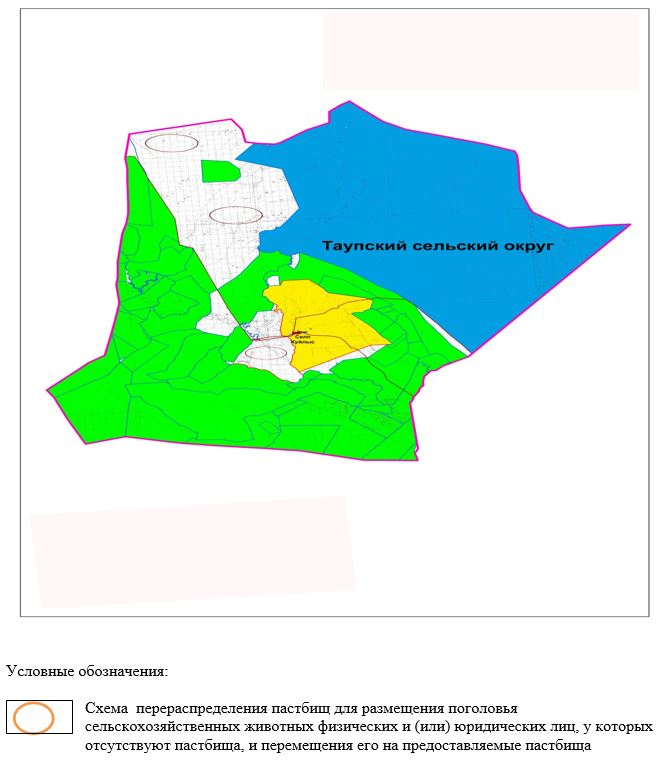 Таупский сельский округ
Село
Куйлыс
Условные обозначения:
Схема перераспределения пастбищ для размещения поголовья
сельскохозяйственных животных физических и (или) юридических лиц, у которых
отсутствуют пастбища, и перемещения его на предоставляемые пастбища